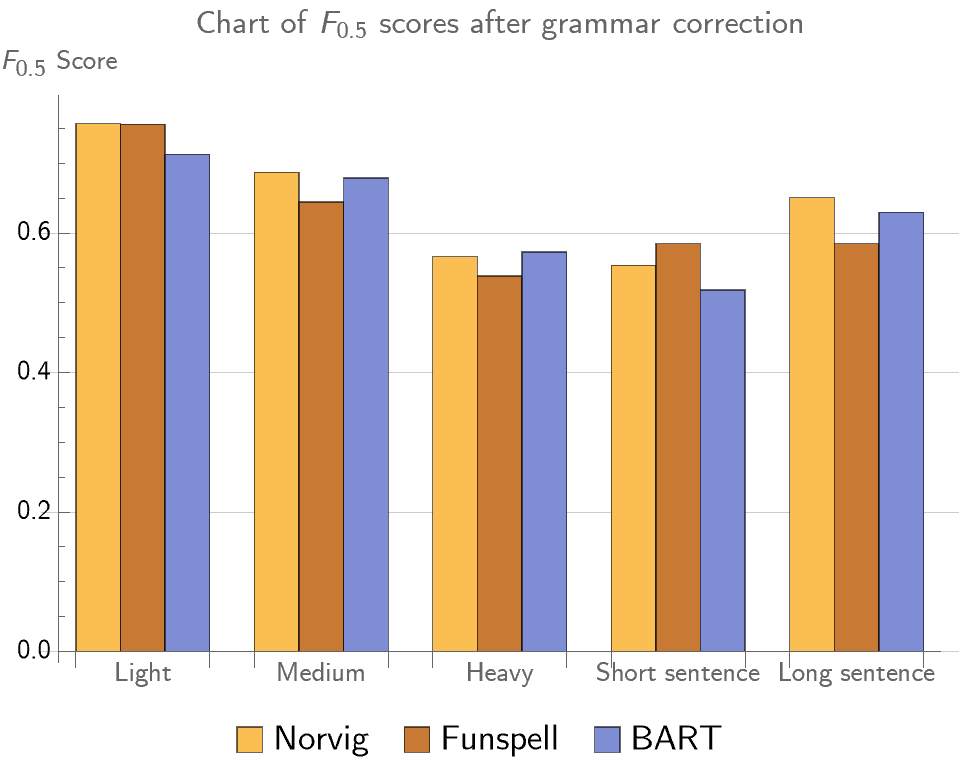 Chart of F0.5 scores after grammar correction
F0.5 Score
0.6
0.4
0.2
0.0
Light Medium Heavy Short sentence Long sentence
Norvig Funspell BART